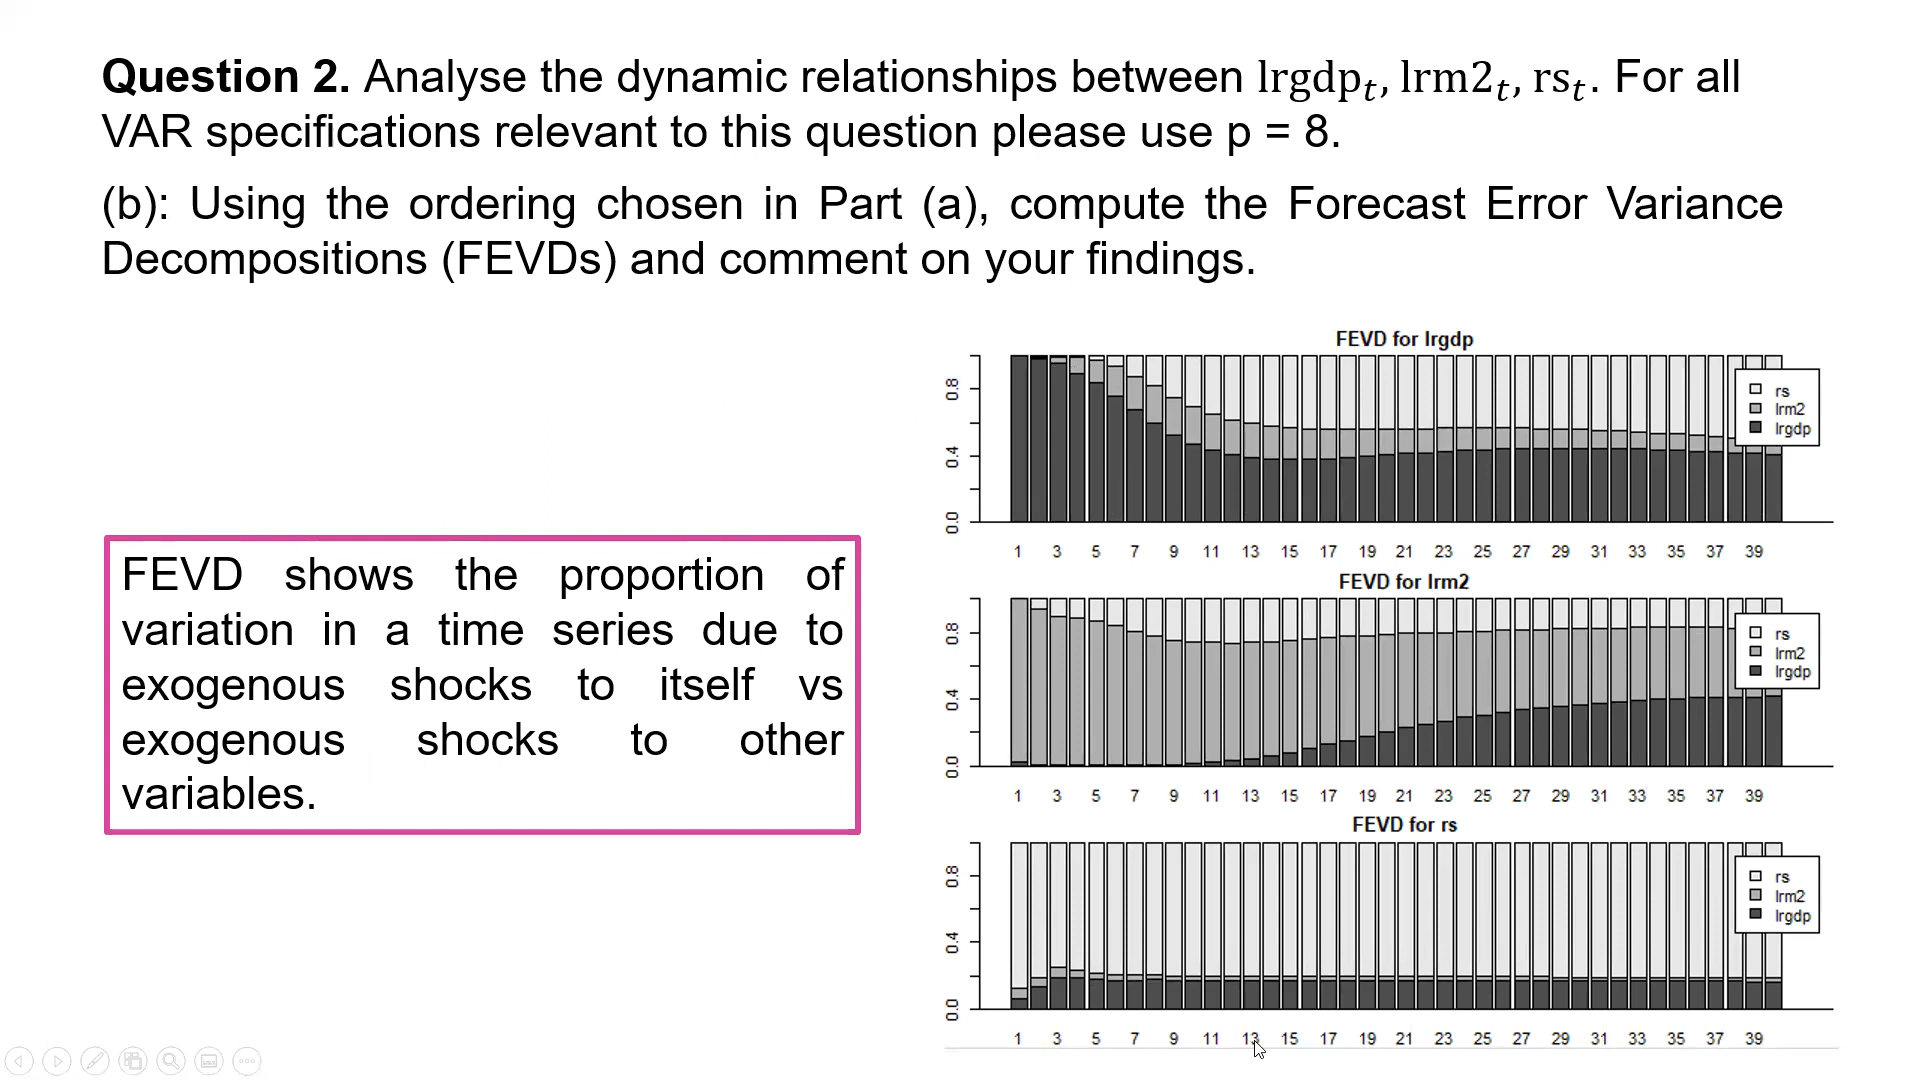 Question 2. Analyse the dynamic relationships between lrgdpₜ, lrm2ₜ, rsₜ. For all
VAR specifications relevant to this question please use p = 8.
(b): Using the ordering chosen in Part (a), compute the Forecast Error Variance
Decompositions (FEVDs) and comment on your findings.
FEVD shows the proportion of
variation in a time series due to
exogenous shocks to itself vs
exogenous shocks to other
variables.
FEVD for lrgdp
0.8
0.4
0.0
rs
lrm2
lrgdp
1 3 5 7 9 11 13 15 17 19 21 23 25 27 29 31 33 35 37 39
FEVD for lrm2
0.8
0.4
0.0
rs
lrm2
lrgdp
1 3 5 7 9 11 13 15 17 19 21 23 25 27 29 31 33 35 37 39
FEVD for rs
0.8
0.4
0.0
rs
lrm2
lrgdp
1 3 5 7 9 11 13 15 17 19 21 23 25 27 29 31 33 35 37 39